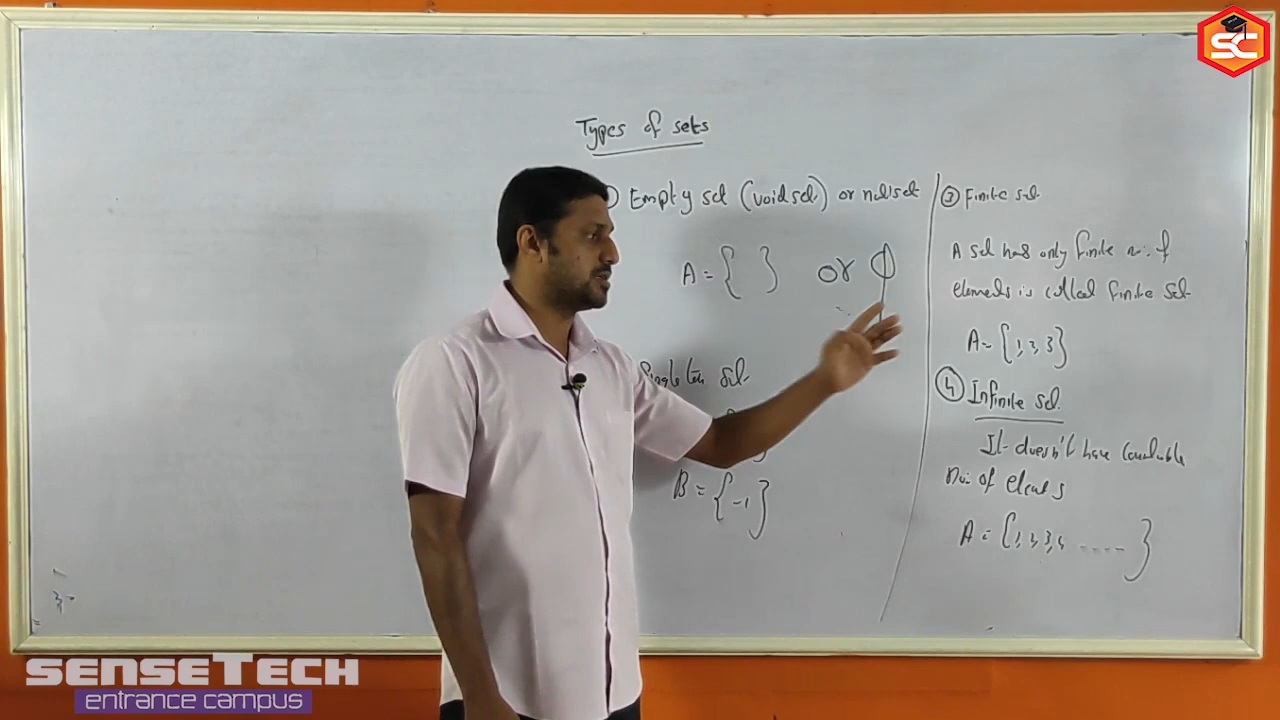 SC
Types of sets
) Empty set (void set) or null set
A = { } or ϕ
Singleton set
B = {-1}
③ Finite set
A set has only finite no: of
elements is called finite set
A = {1, 2, 3}
④ Infinite set
It doesn't have countable
no: of elements
A = {1, 2, 3, 4 ------ }
SENSETECH
entrance campus